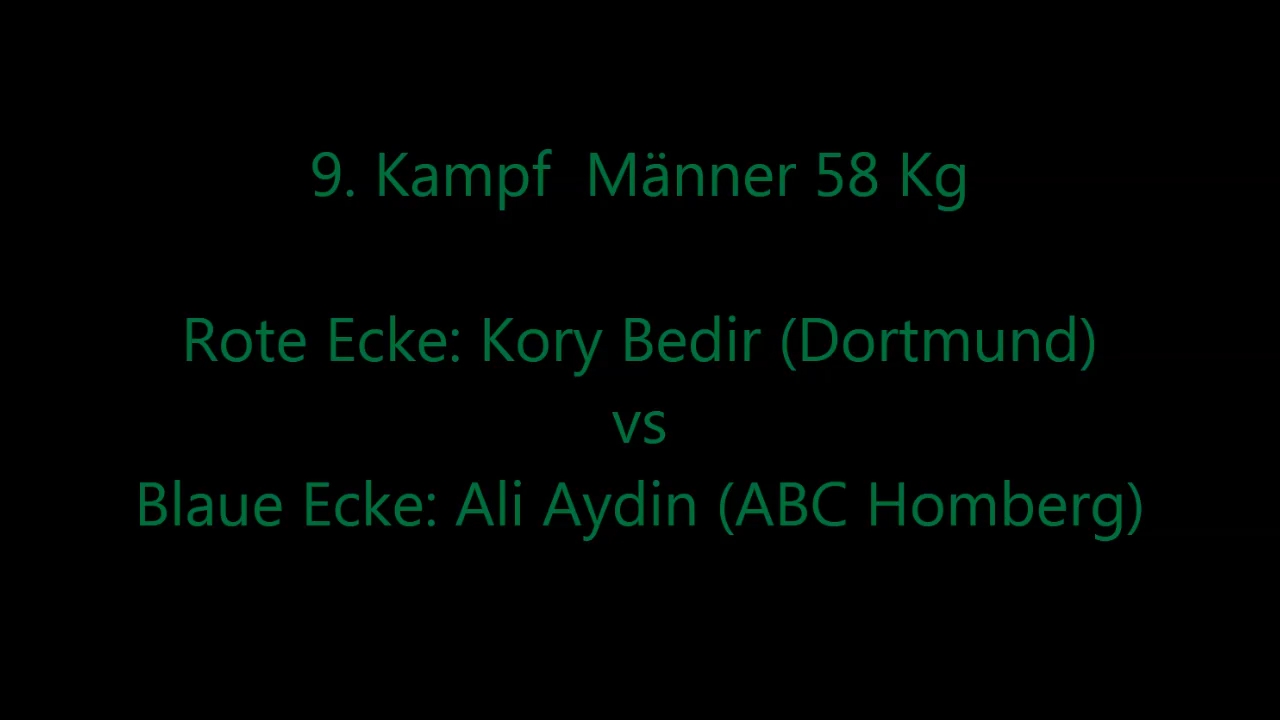 9. Kampf  Männer 58 Kg
Rote Ecke: Kory Bedir (Dortmund)
vs
Blaue Ecke: Ali Aydin (ABC Homberg)